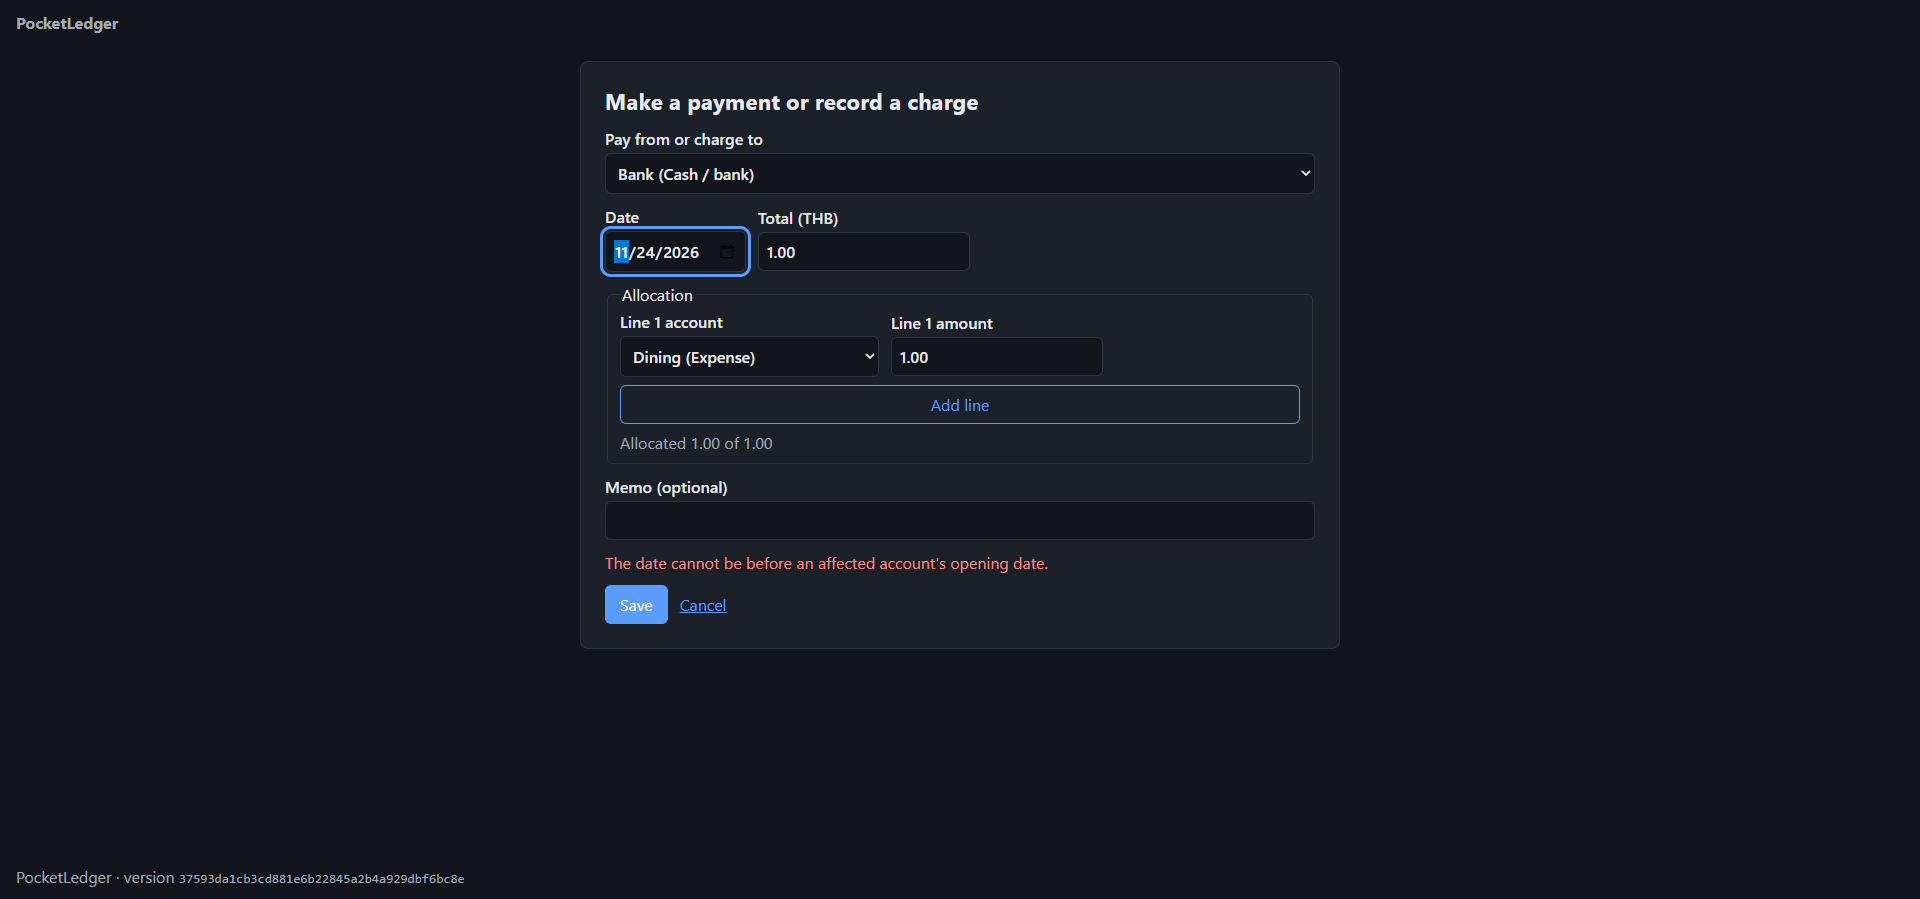 PocketLedger
Make a payment or record a charge
Pay from or charge to
Bank (Cash / bank)
Date
Total (THB)
11/24/2026
1.00
Allocation
Line 1 account
Line 1 amount
Dining (Expense)
1.00
Add line
Allocated 1.00 of 1.00
Memo (optional)
The date cannot be before an affected account's opening date.
Save
Cancel
PocketLedger · version 37593da1cb3cd881e6b22845a2b4a929dbf6bc8e